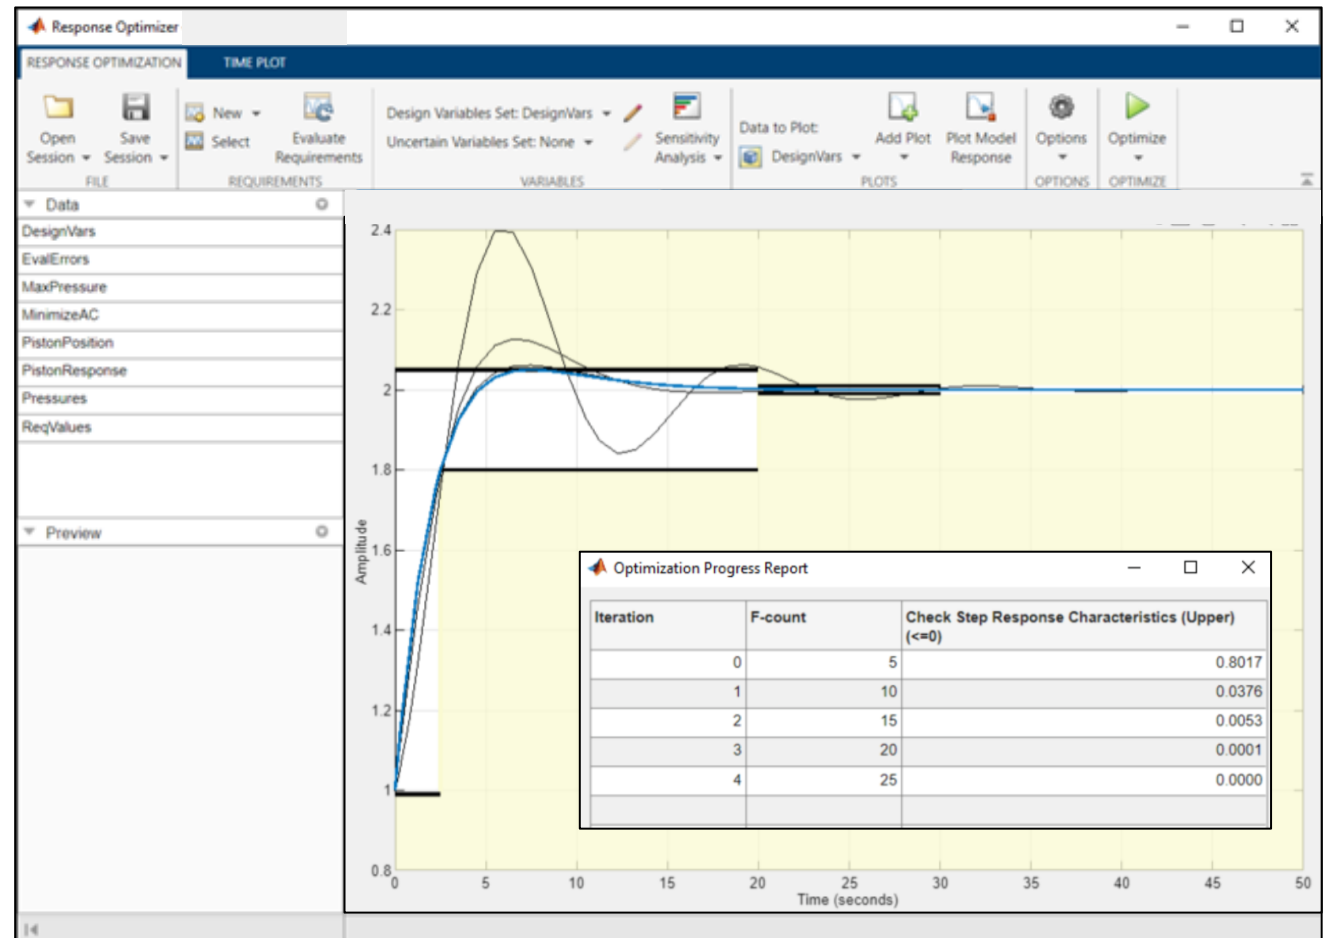 Response Optimizer
RESPONSE OPTIMIZATION
TIME PLOT
Open
Session
Save
Session
FILE
New
Select
Evaluate
Requirements
REQUIREMENTS
Design Variables Set: DesignVars
Uncertain Variables Set: None
Sensitivity
Analysis
VARIABLES
Data to Plot:
DesignVars
Add Plot
Plot Model
Response
PLOTS
Options
OPTIONS
Optimize
OPTIMIZE
Data
DesignVars
EvalErrors
MaxPressure
MinimizeAC
PistonPosition
PistonResponse
Pressures
ReqValues
Preview
2.4
2.2
2
1.8
1.6
1.4
1.2
1
0.8
Amplitude
0 5 10 15 20 25 30 35 40 45 50
Time (seconds)
Optimization Progress Report
Iteration F-count Check Step Response Characteristics (Upper)
(<=0)
0 5 0.8017
1 10 0.0376
2 15 0.0053
3 20 0.0001
4 25 0.0000